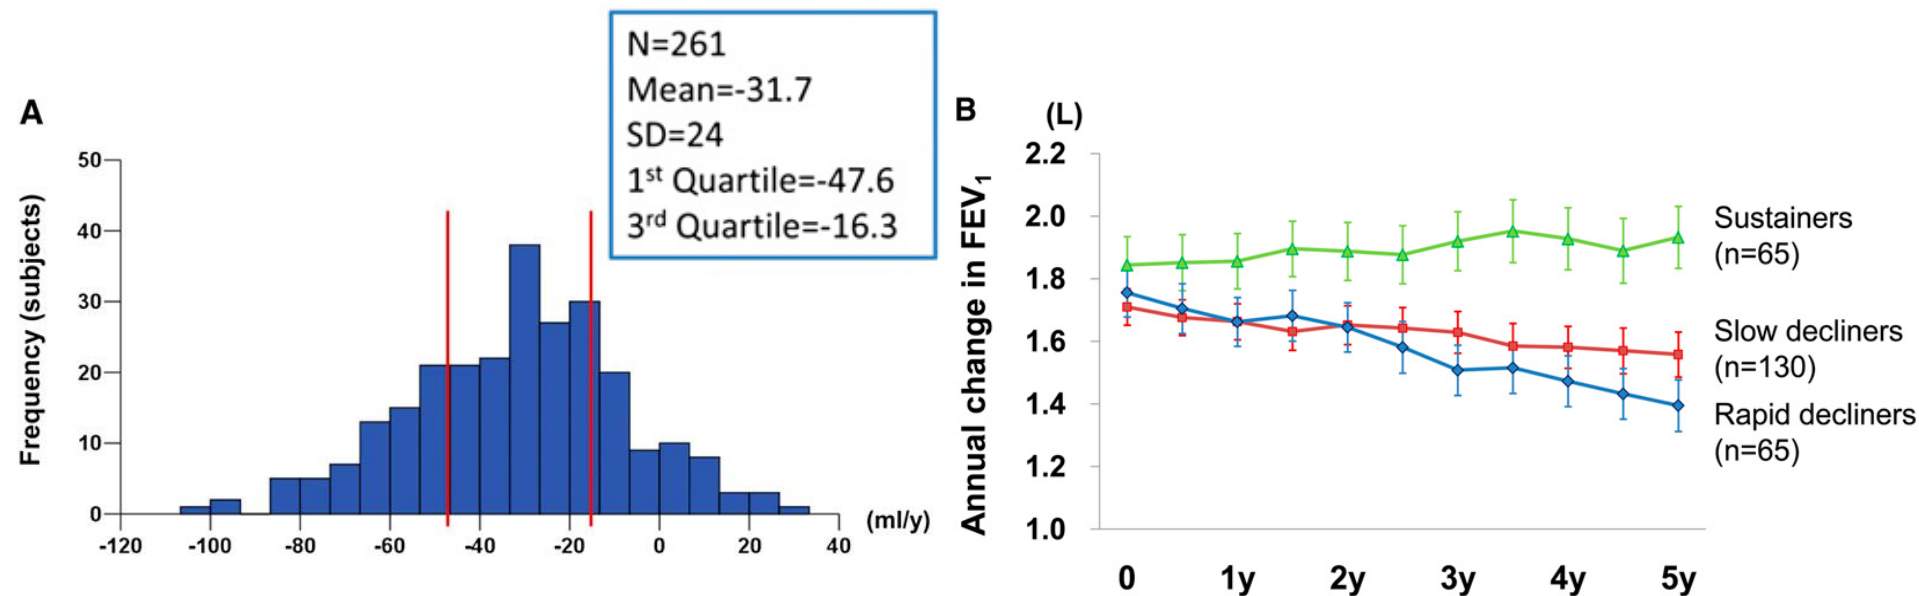 A
N=261
Mean=-31.7
SD=24
1st Quartile=-47.6
3rd Quartile=-16.3
Frequency (subjects)
50
40
30
20
10
0
-120 -100 -80 -60 -40 -20 0 20 40
(ml/y)
B
(L)
Annual change in FEV1
2.2
2.0
1.8
1.6
1.4
1.2
1.0
0 1y 2y 3y 4y 5y
Sustainers
(n=65)
Slow decliners
(n=130)
Rapid decliners
(n=65)